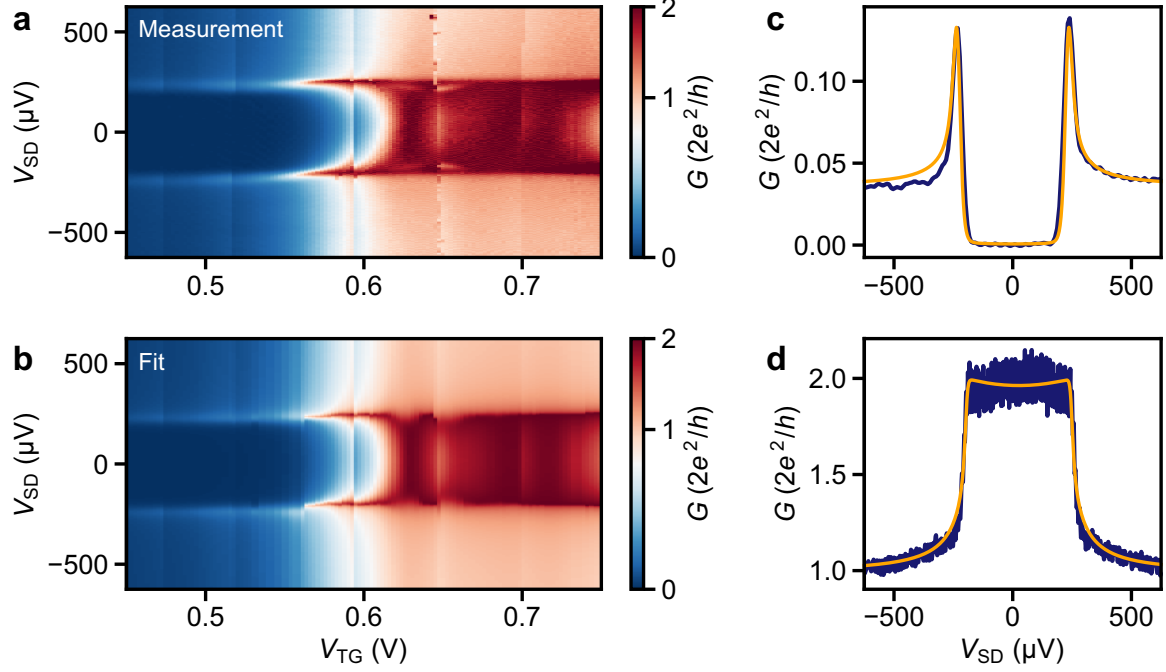 a
Measurement
500
0
−500
V_SD (µV)
0.5
0.6
0.7
2
1
0
G (2e²/h)
c
0.10
0.05
0.00
G (2e²/h)
−500
0
500
b
Fit
500
0
−500
V_SD (µV)
0.5
0.6
0.7
V_TG (V)
2
1
0
G (2e²/h)
d
2.0
1.5
1.0
G (2e²/h)
−500
0
500
V_SD (µV)